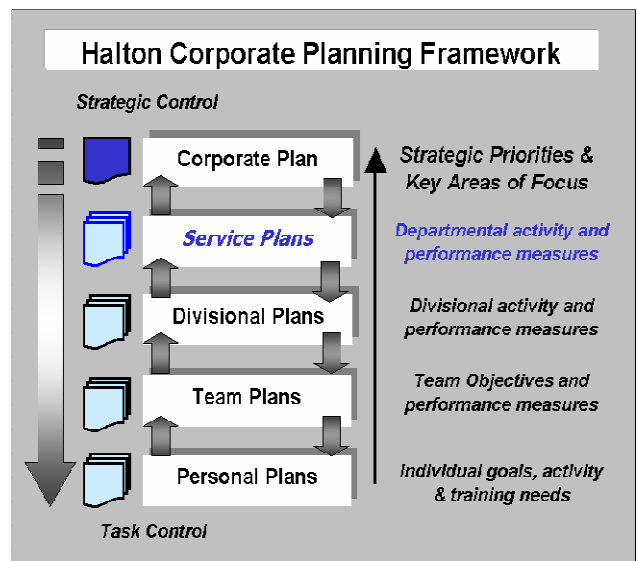 Halton Corporate Planning Framework
Strategic Control
Corporate Plan
Strategic Priorities &
Key Areas of Focus
Service Plans
Departmental activity and
performance measures
Divisional Plans
Divisional activity and
performance measures
Team Plans
Team Objectives and
performance measures
Personal Plans
Individual goals, activity
& training needs
Task Control